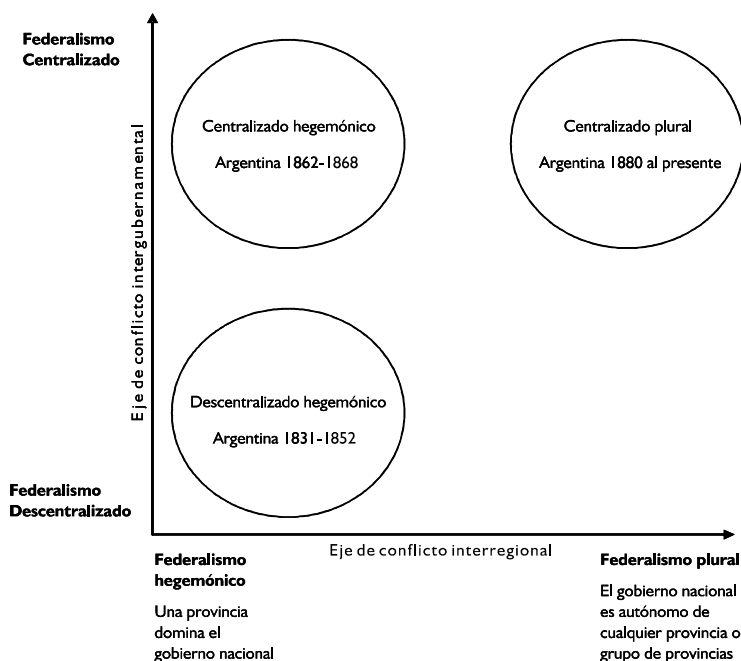 Federalismo
Centralizado
Eje de conflicto intergubernamental
Centralizado hegemónico
Argentina 1862-1868
Centralizado plural
Argentina 1880 al presente
Descentralizado hegemónico
Argentina 1831-1852
Federalismo
Descentralizado
Eje de conflicto interregional
Federalismo
hegemónico
Una provincia
domina el
gobierno nacional
Federalismo plural
El gobierno nacional
es autónomo de
cualquier provincia o
grupo de provincias